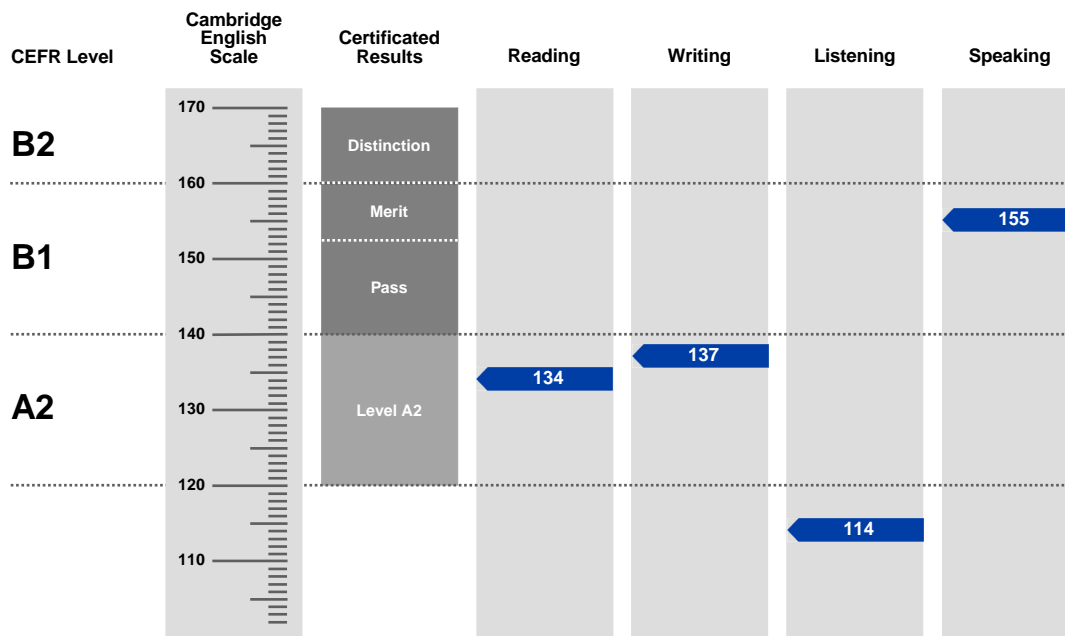 CEFR Level
Cambridge
English
Scale
Certificated
Results
Reading
Writing
Listening
Speaking
170
B2
Distinction
160
Merit
155
B1
150
Pass
140
137
134
A2
130
Level A2
120
114
110